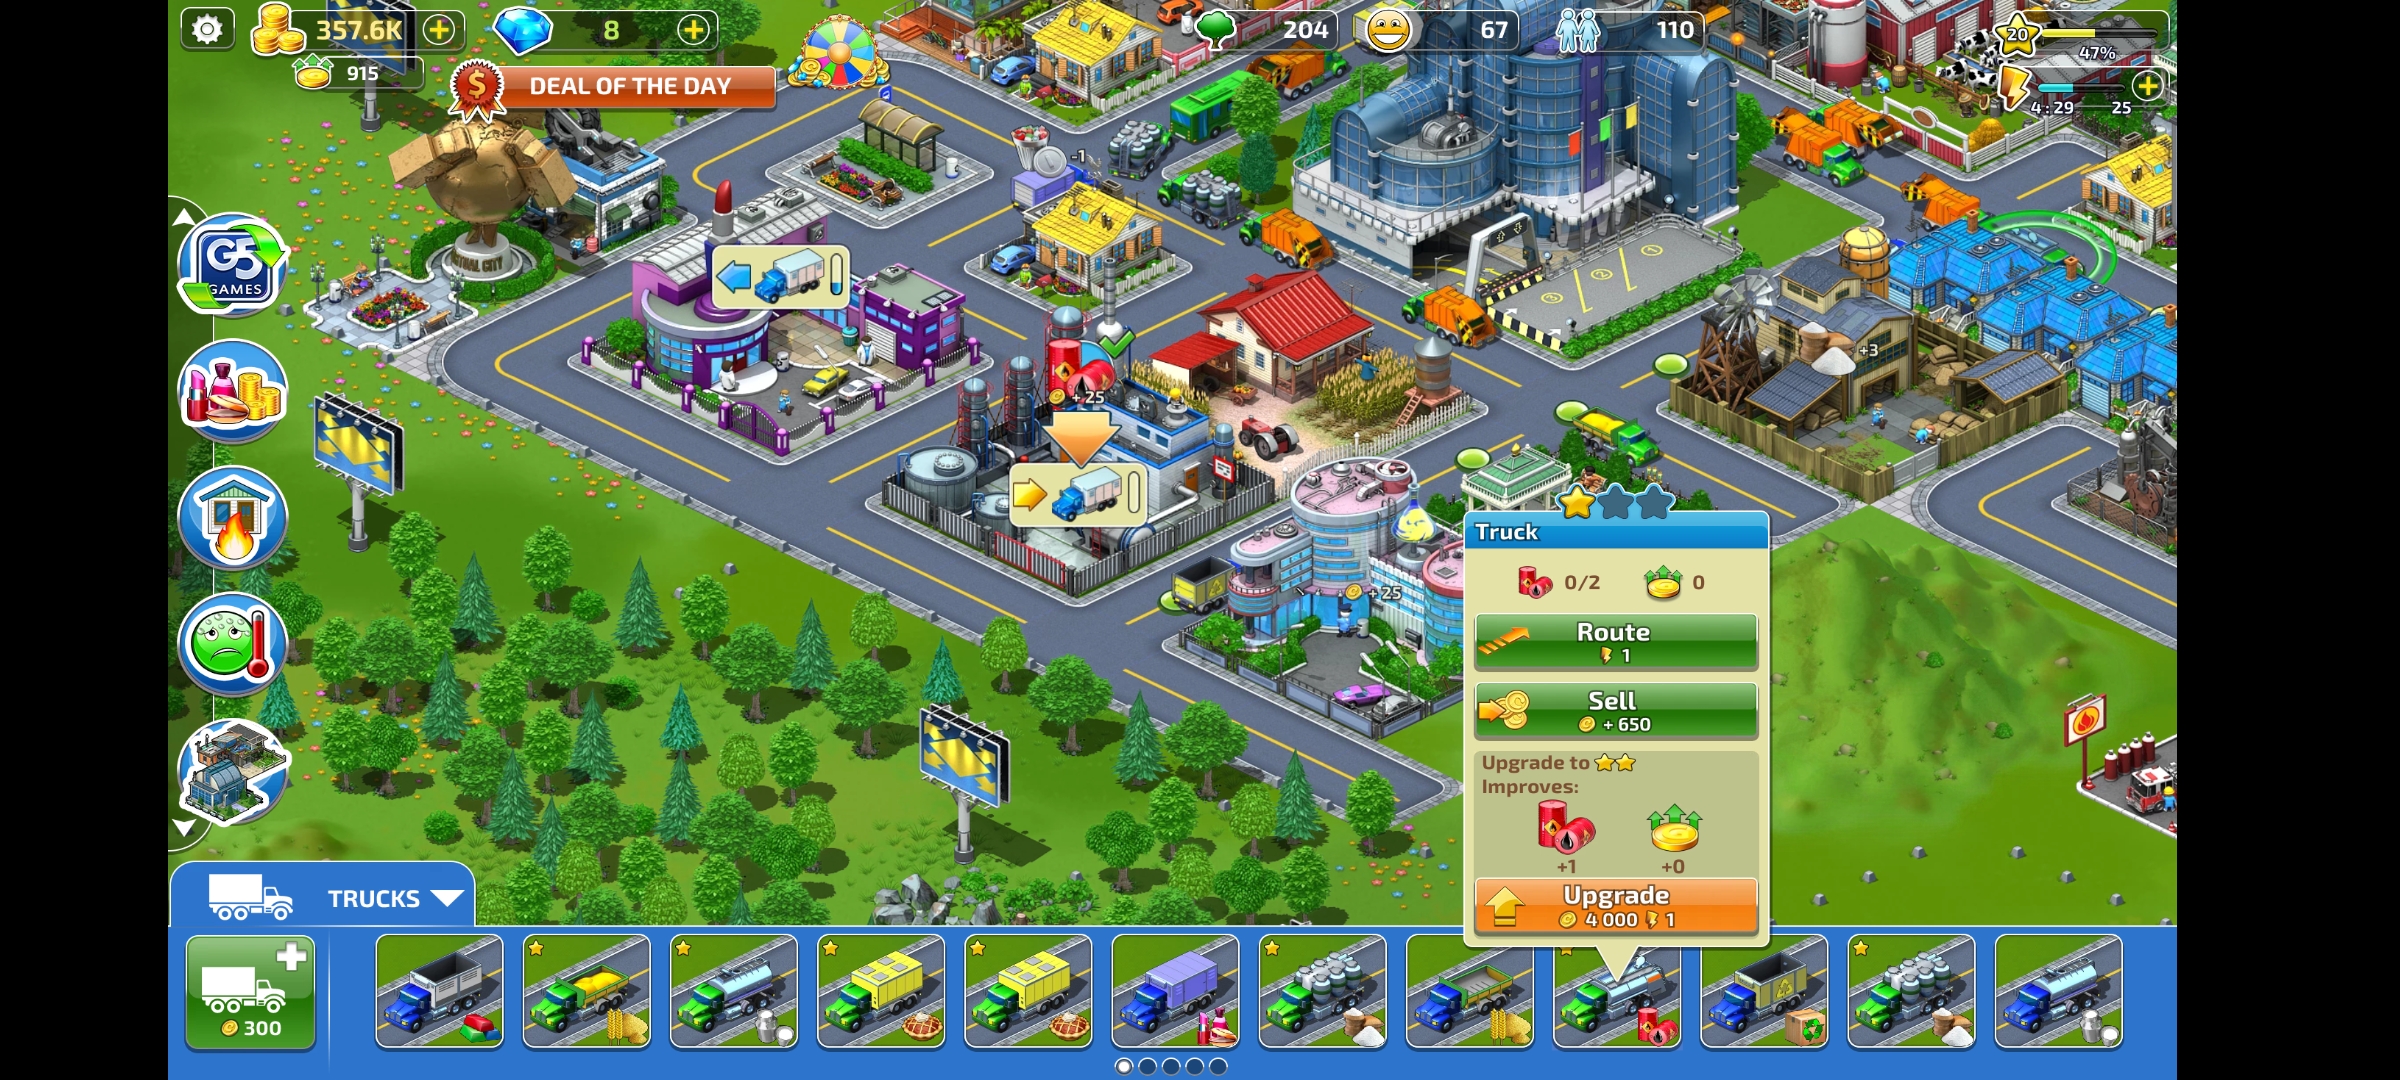 357.6K
8
204
67
110
20
47%
915
DEAL OF THE DAY
4:29
25
-1
G5
GAMES
+3
+25
+25
Truck
0/2
0
Route
1
Sell
+650
Upgrade to
Improves:
+1
+0
Upgrade
4 000
1
TRUCKS
300